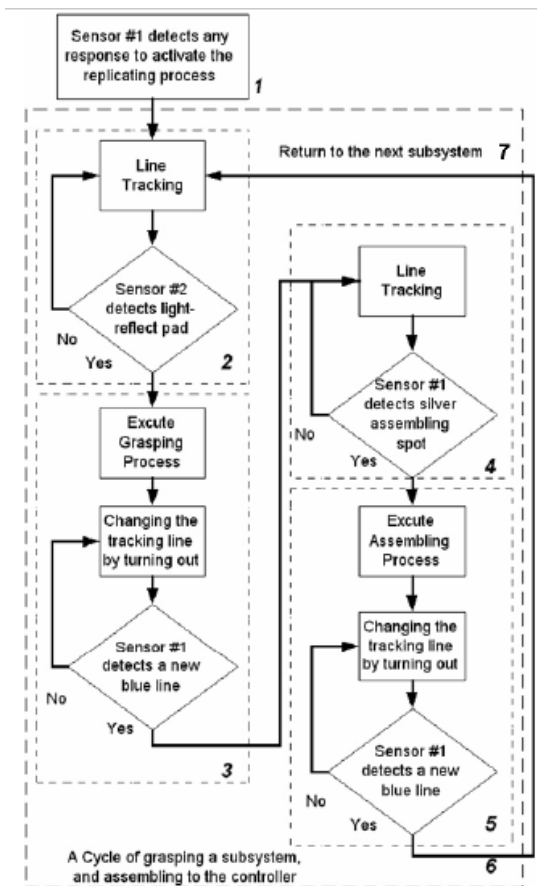 Sensor #1 detects any
response to activate the
replicating process
1
Line
Tracking
Sensor #2
detects light-
reflect pad
No
Yes
2
Excute
Grasping
Process
Changing the
tracking line
by turning out
Sensor #1
detects a new
blue line
No
Yes
3
Return to the next subsystem 7
Line
Tracking
Sensor #1
detects silver
assembling
spot
No
Yes
4
Excute
Assembling
Process
Changing the
tracking line
by turning out
Sensor #1
detects a new
blue line
No
Yes
5
6
A Cycle of grasping a subsystem,
and assembling to the controller